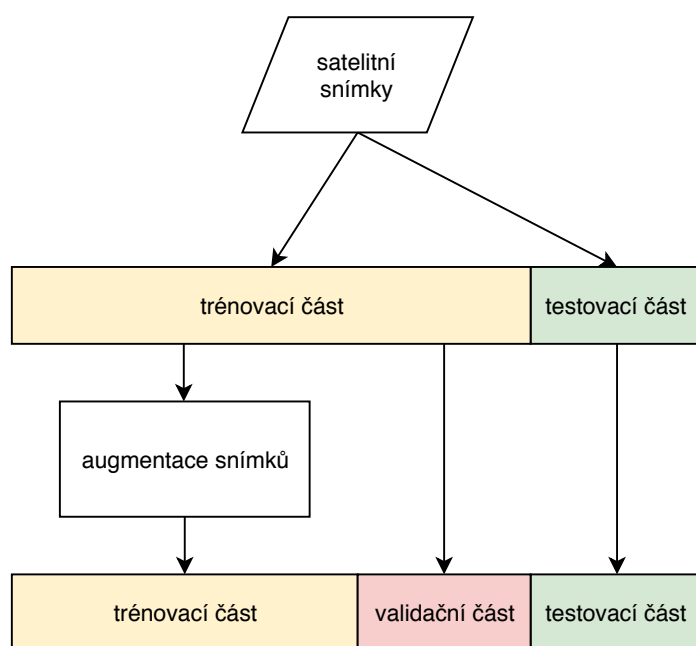 satelitní
snímky
trénovací část
testovací část
augmentace snímků
trénovací část
validační část
testovací část